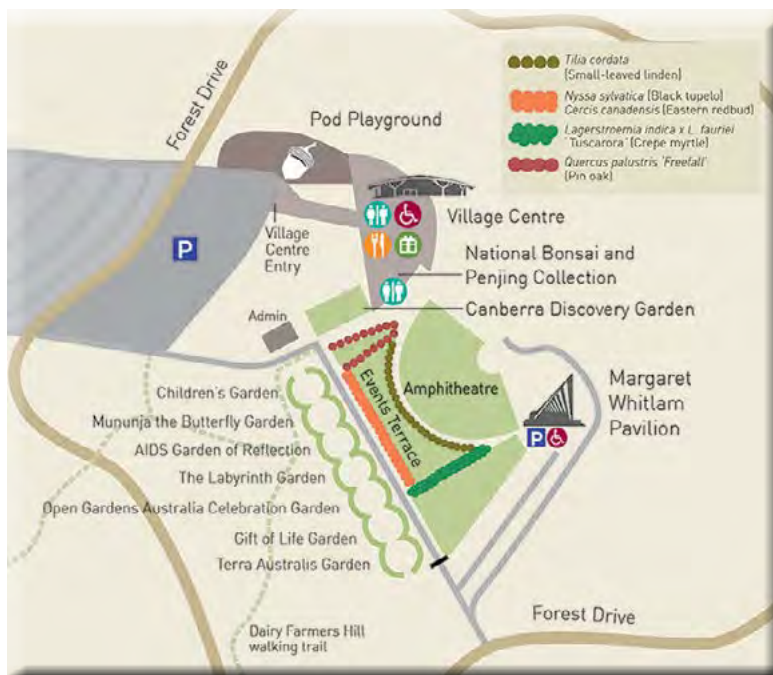 Forest Drive
Pod Playground
Tilia cordata
(Small-leaved linden)
Nyssa sylvatica (Black tupelo)
Cercis canadensis (Eastern redbud)
Lagerstroemia indica x L. fauriei
'Tuscarora' (Crepe myrtle)
Quercus palustris 'Freefall'
(Pin oak)
P
Village
Centre
Entry
Village Centre
National Bonsai and
Penjing Collection
Canberra Discovery Garden
Admin
Children's Garden
Mununja the Butterfly Garden
AIDS Garden of Reflection
The Labyrinth Garden
Open Gardens Australia Celebration Garden
Gift of Life Garden
Terra Australis Garden
Events Terrace
Amphitheatre
Margaret
Whitlam
Pavilion
P
Dairy Farmers Hill
walking trail
Forest Drive